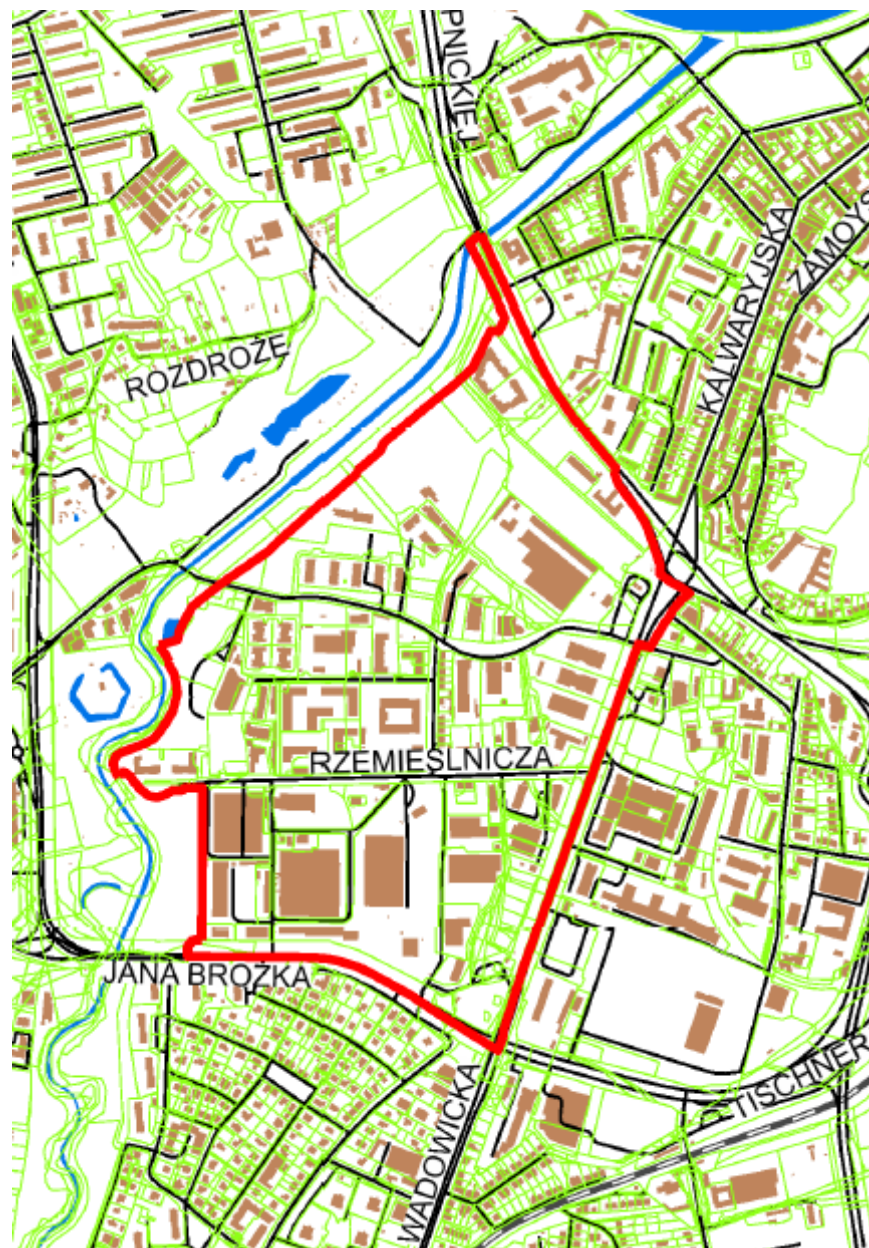 PNICKIEJ
KALWARYJSKA
ZAMOYS
ROZDROŻE
RZEMIEŚLNICZA
JANA BROŻKA
WADOWICKA
TISCHNER